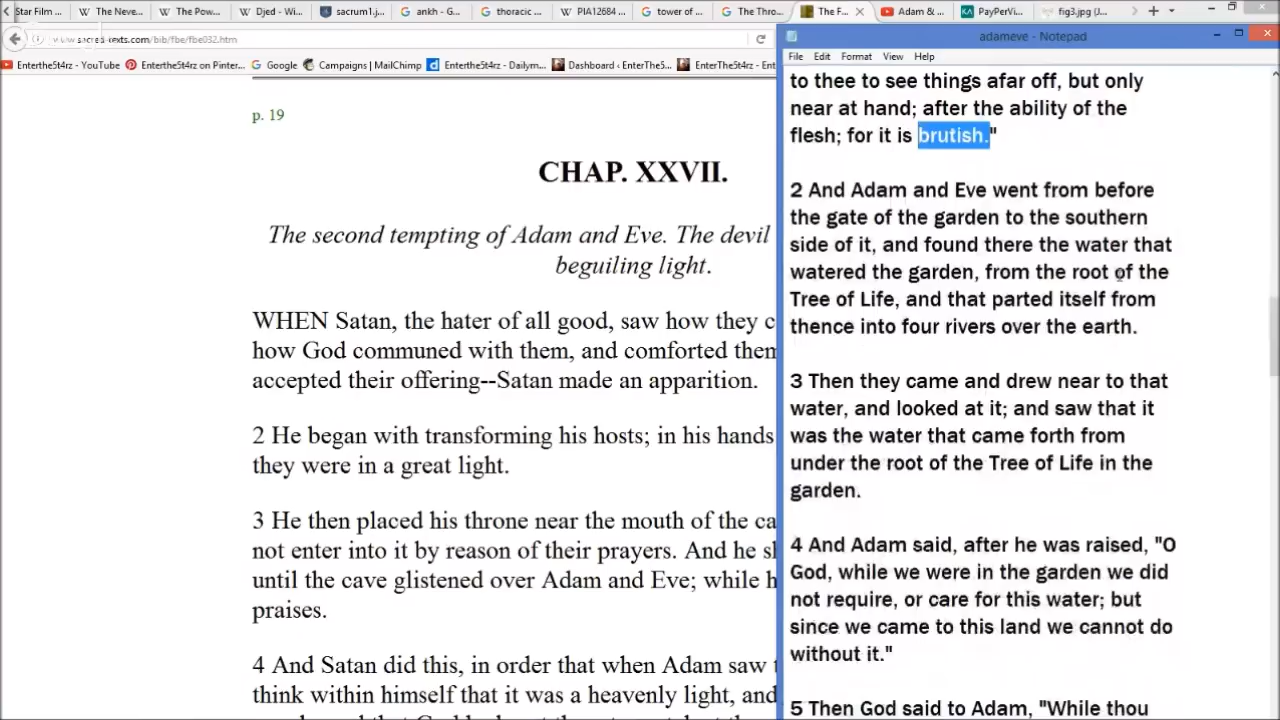 Star Film ...
The Neve...
The Pow...
Djed - Wi...
sacrum1.j...
ankh - G...
thoracic ...
PIA12684 ...
tower of ...
The Thro...
The F...
Adam & ...
PayPerVi...
fig3.jpg (J...
adameve - Notepad
Enterthe5t4rz - YouTube
Enterthe5t4rz on Pinter...
Google
Campaigns | MailChimp
Enterthe5t4rz - Dailym...
Dashboard ‹ EnterThe5...
EnterThe5t4rz - Ent
File Edit Format View Help
p. 19
CHAP. XXVII.
The second tempting of Adam and Eve. The devil
beguiling light.
WHEN Satan, the hater of all good, saw how they c
how God communed with them, and comforted them
accepted their offering--Satan made an apparition.
2 He began with transforming his hosts; in his hands
they were in a great light.
3 He then placed his throne near the mouth of the ca
not enter into it by reason of their prayers. And he sh
until the cave glistened over Adam and Eve; while h
praises.
4 And Satan did this, in order that when Adam saw t
think within himself that it was a heavenly light, and
to thee to see things afar off, but only
near at hand; after the ability of the
flesh; for it is brutish."
2 And Adam and Eve went from before
the gate of the garden to the southern
side of it, and found there the water that
watered the garden, from the root of the
Tree of Life, and that parted itself from
thence into four rivers over the earth.
3 Then they came and drew near to that
water, and looked at it; and saw that it
was the water that came forth from
under the root of the Tree of Life in the
garden.
4 And Adam said, after he was raised, "O
God, while we were in the garden we did
not require, or care for this water; but
since we came to this land we cannot do
without it."
5 Then God said to Adam, "While thou